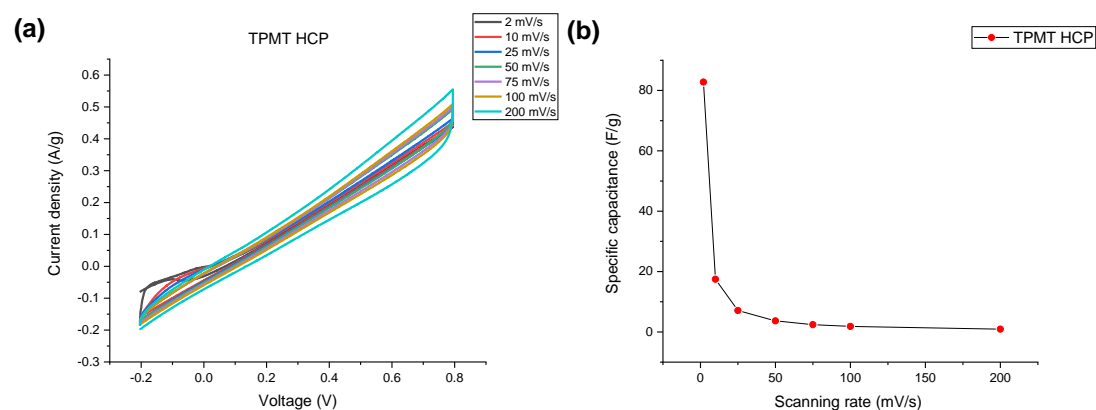 (a)
TPMT HCP
2 mV/s
10 mV/s
25 mV/s
50 mV/s
75 mV/s
100 mV/s
200 mV/s
0.6
0.5
0.4
0.3
0.2
0.1
0.0
-0.1
-0.2
-0.3
Current density (A/g)
-0.2
0.0
0.2
0.4
0.6
0.8
Voltage (V)
(b)
TPMT HCP
80
60
40
20
0
Specific capacitance (F/g)
0
50
100
150
200
Scanning rate (mV/s)